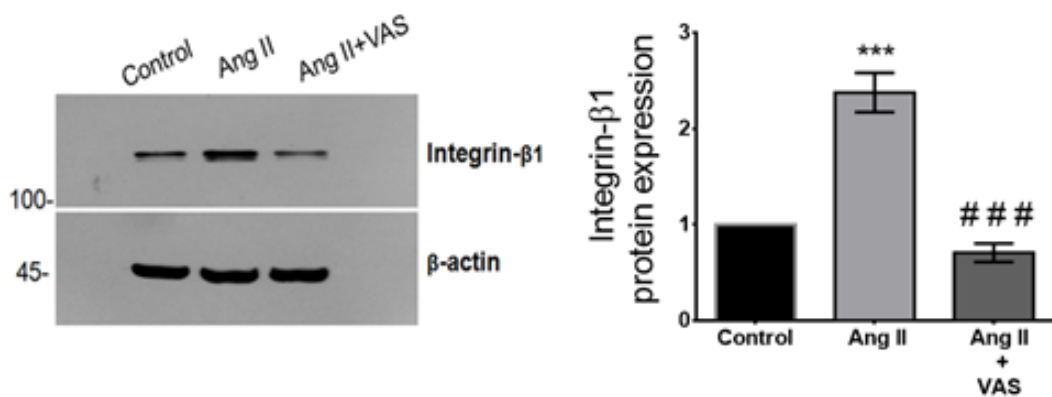 Control Ang II Ang II+VAS
Integrin-β1
100-
45-
β-actin
Integrin-β1
protein expression
3
2
1
0
***
###
Control Ang II Ang II
+
VAS